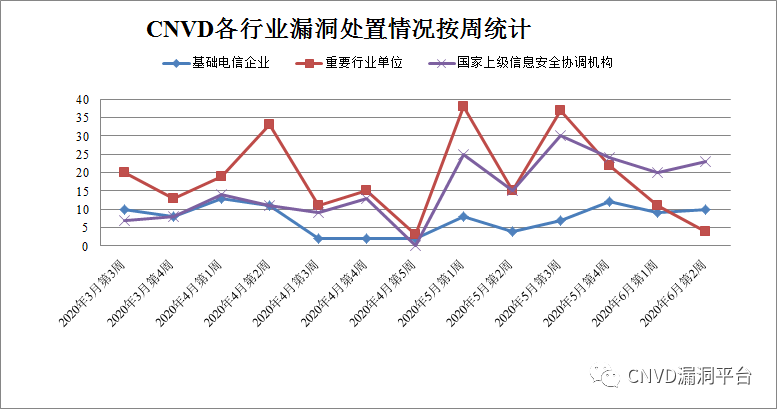 CNVD各行业漏洞处置情况按周统计
基础电信企业 重要行业单位 国家上级信息安全协调机构
40
35
30
25
20
15
10
5
0
2020年3月第3周
2020年3月第4周
2020年4月第1周
2020年4月第2周
2020年4月第3周
2020年4月第4周
2020年4月第5周
2020年5月第1周
2020年5月第2周
2020年5月第3周
2020年5月第4周
2020年6月第1周
2020年6月第2周
CNVD漏洞平台